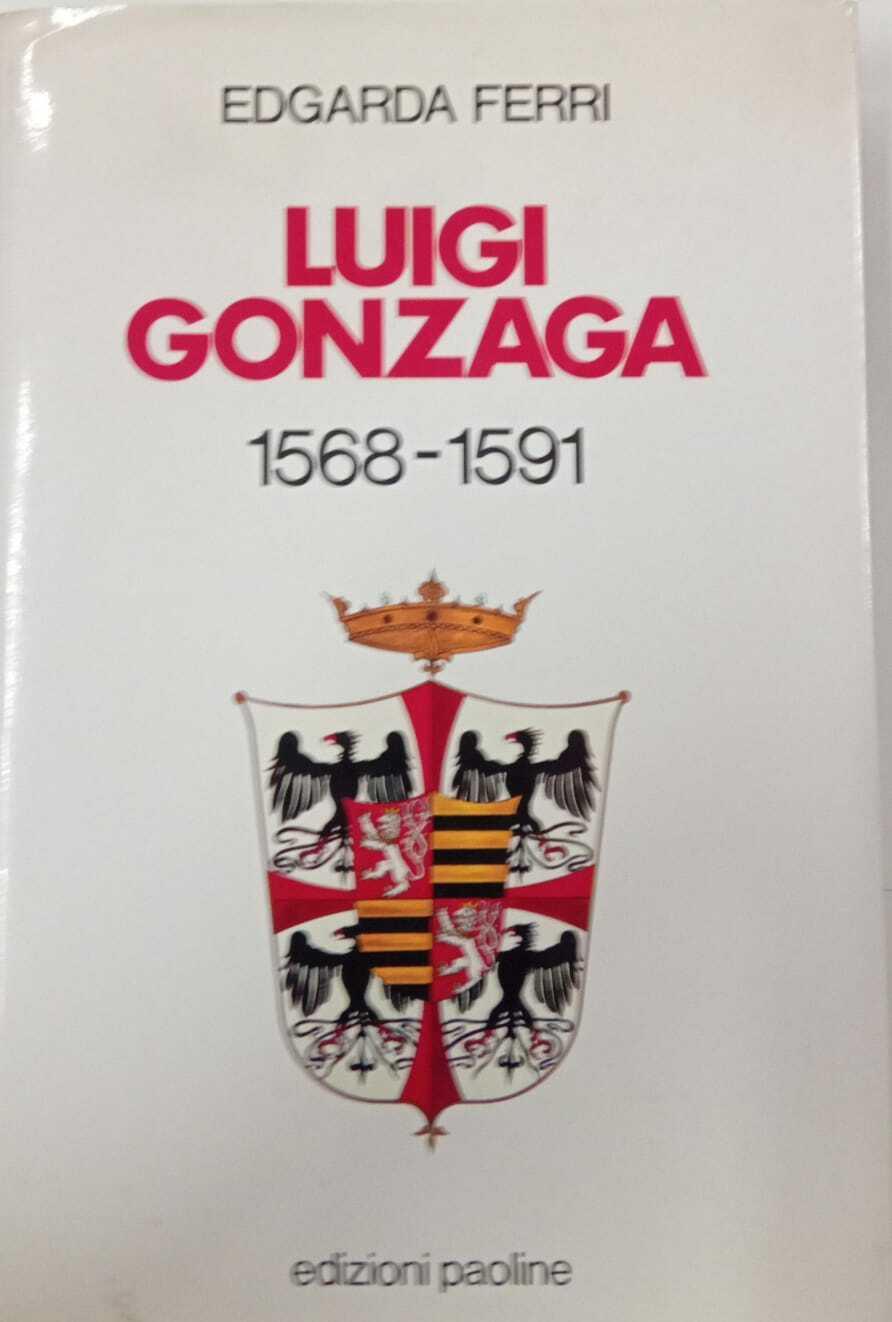 EDGARDA FERRI
LUIGI
GONZAGA
1568-1591
edizioni paoline